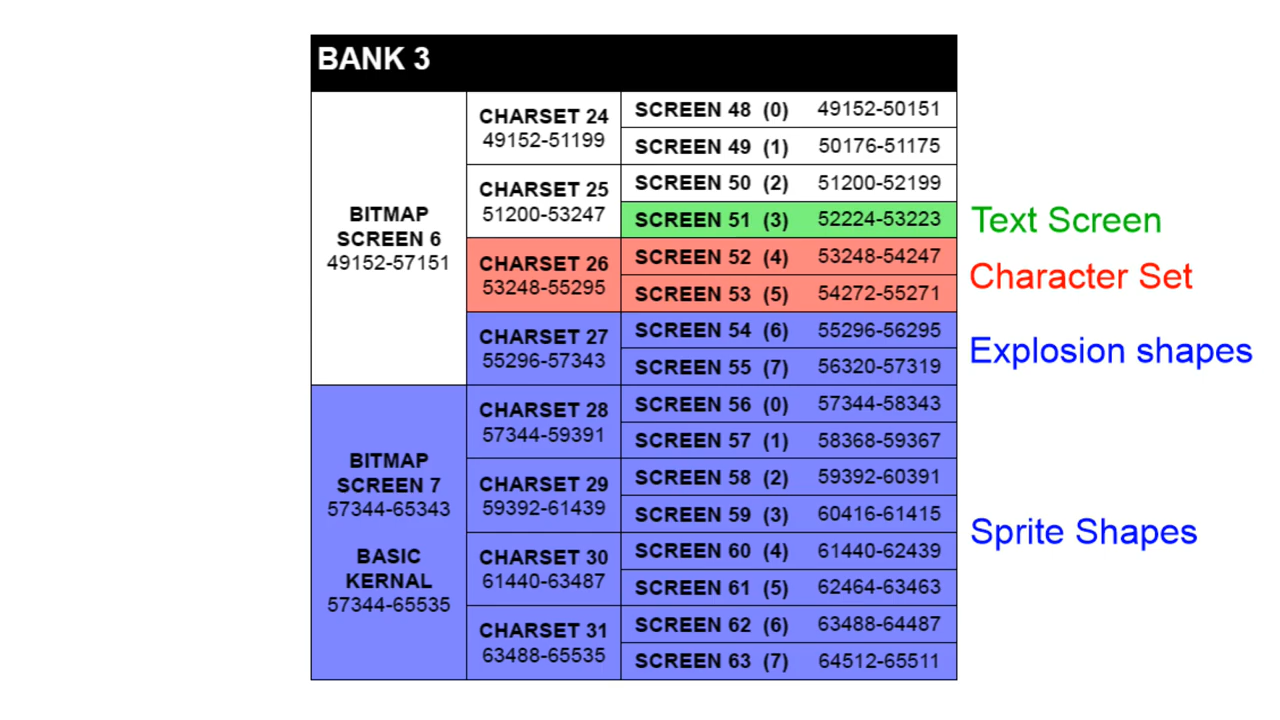 BANK 3
BITMAP
SCREEN 6
49152-57151
CHARSET 24
49152-51199
SCREEN 48 (0) 49152-50151
SCREEN 49 (1) 50176-51175
CHARSET 25
51200-53247
SCREEN 50 (2) 51200-52199
SCREEN 51 (3) 52224-53223
Text Screen
CHARSET 26
53248-55295
SCREEN 52 (4) 53248-54247
SCREEN 53 (5) 54272-55271
Character Set
CHARSET 27
55296-57343
SCREEN 54 (6) 55296-56295
SCREEN 55 (7) 56320-57319
Explosion shapes
BITMAP
SCREEN 7
57344-65343
BASIC
KERNAL
57344-65535
CHARSET 28
57344-59391
SCREEN 56 (0) 57344-58343
SCREEN 57 (1) 58368-59367
CHARSET 29
59392-61439
SCREEN 58 (2) 59392-60391
SCREEN 59 (3) 60416-61415
Sprite Shapes
CHARSET 30
61440-63487
SCREEN 60 (4) 61440-62439
SCREEN 61 (5) 62464-63463
CHARSET 31
63488-65535
SCREEN 62 (6) 63488-64487
SCREEN 63 (7) 64512-65511